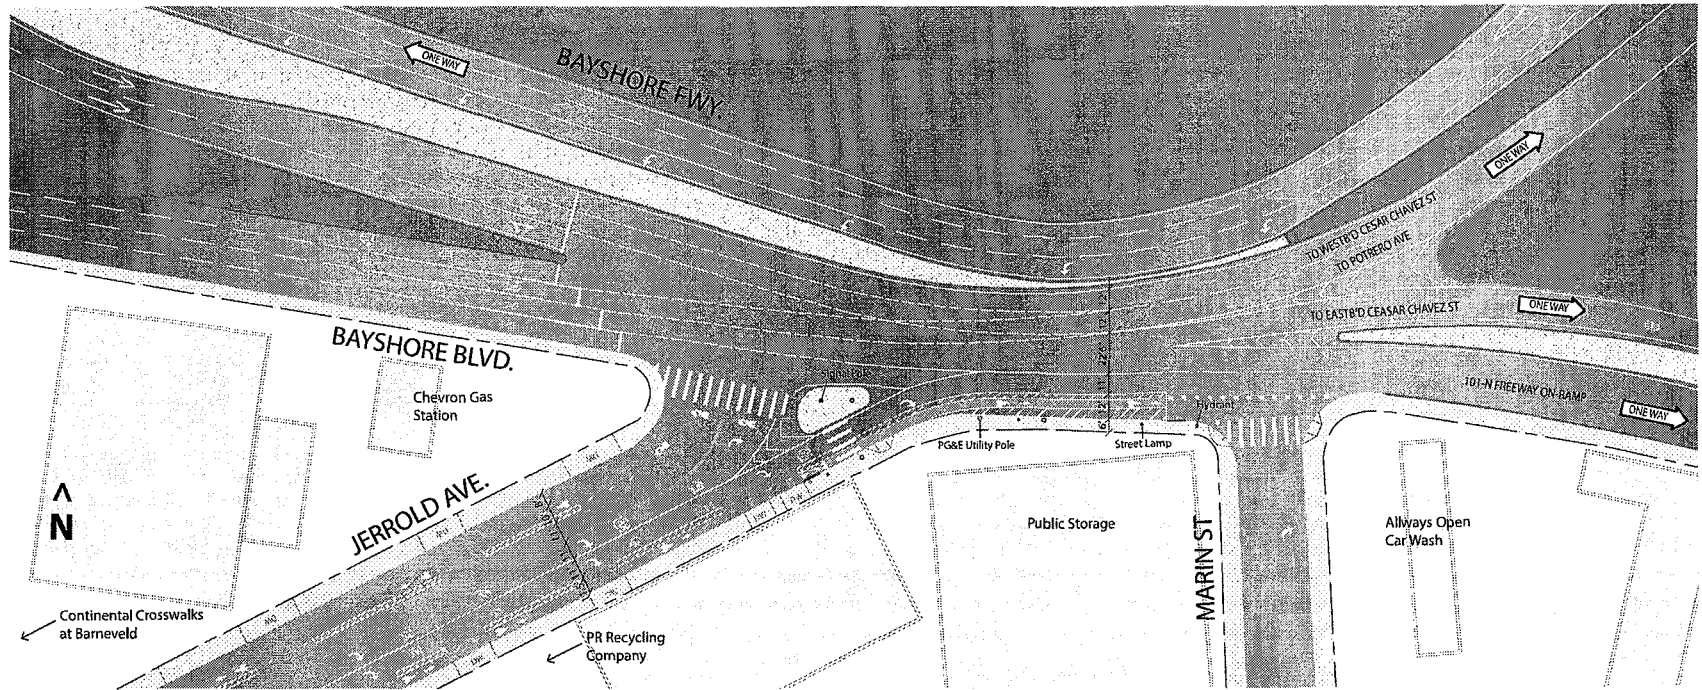 ONE WAY
BAYSHORE FWY.
ONE WAY
TO WESTB'D CESAR CHAVEZ ST
TO POTRERO AVE
TO EASTB'D CEASAR CHAVEZ ST
ONE WAY
BAYSHORE BLVD.
Signal Pole
101-N FREEWAY ON-RAMP
ONE WAY
Chevron Gas
Station
Hydrant
PG&E Utility Pole
Street Lamp
JERROLD AVE.
^
N
Public Storage
MARIN ST
Allways Open
Car Wash
Continental Crosswalks
at Barneveld
PR Recycling
Company